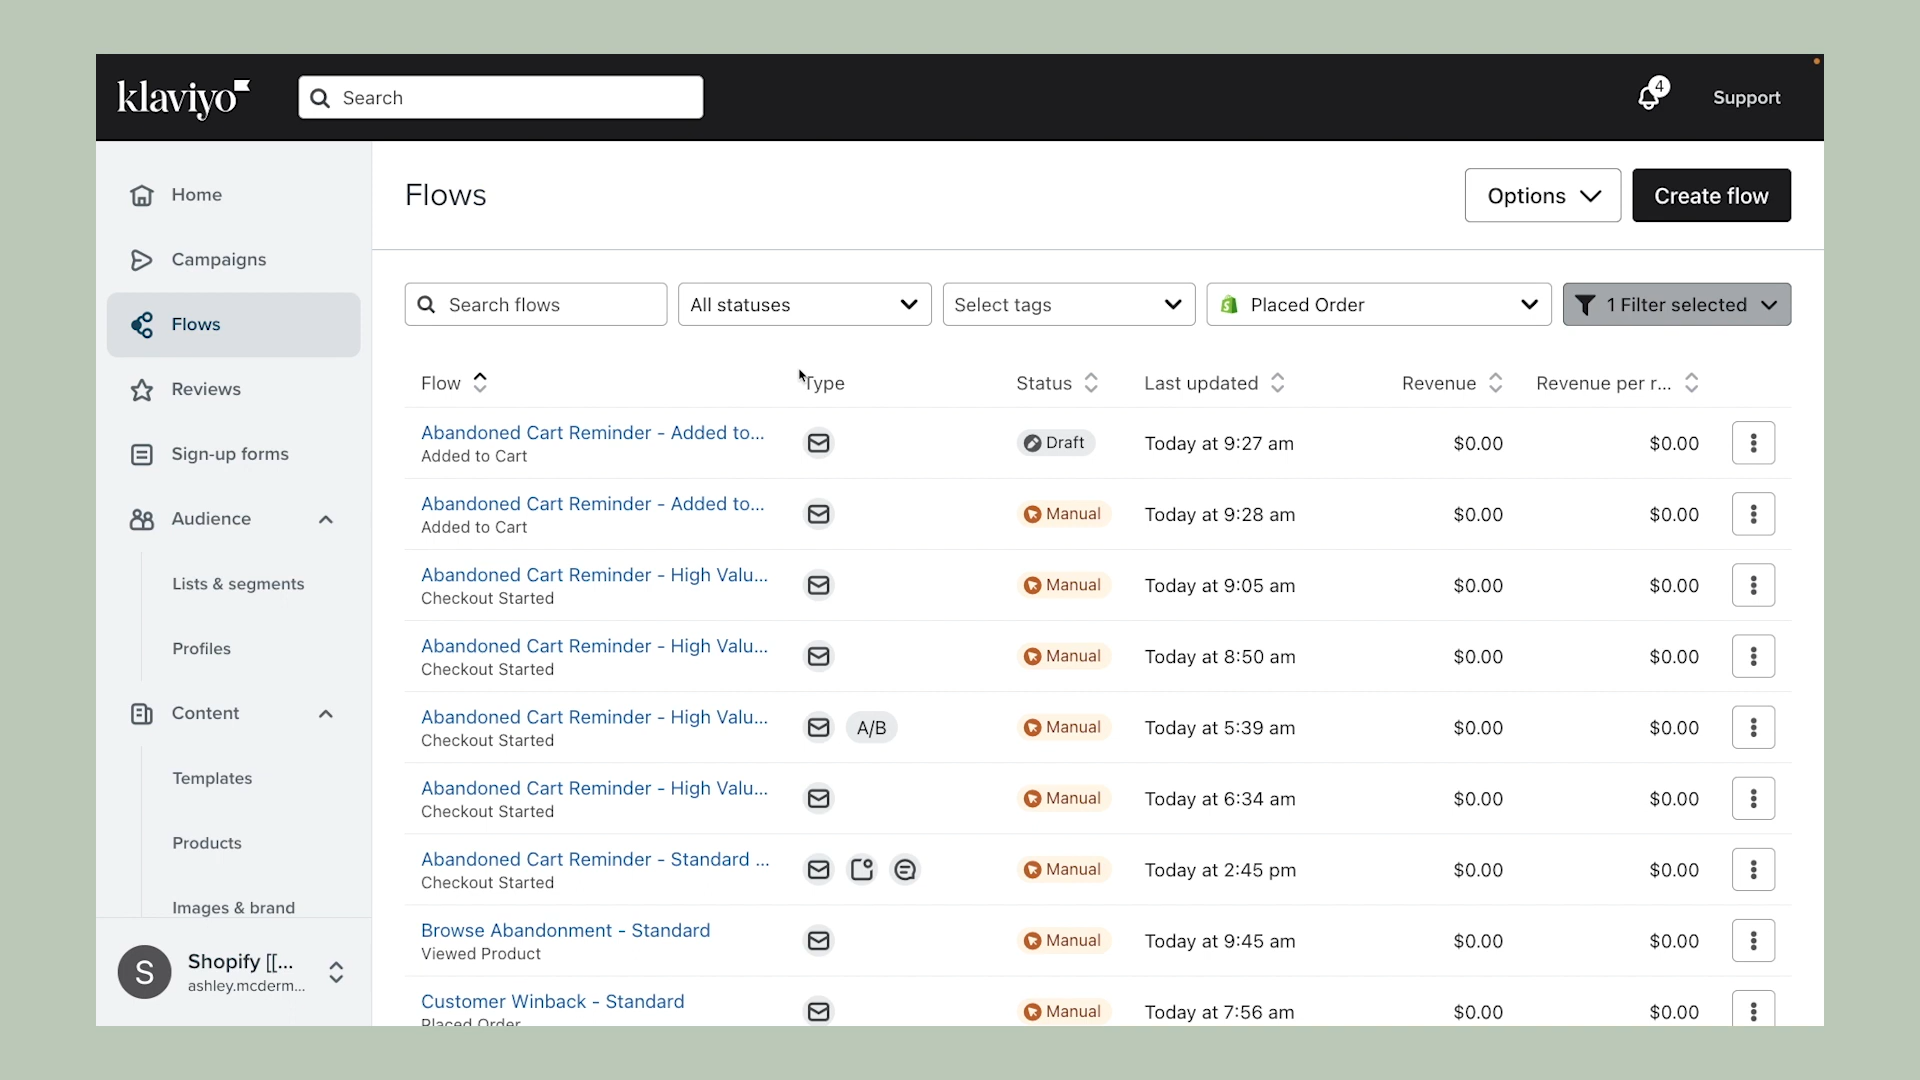 klaviyo
Search
4
Support
Home
Campaigns
Flows
Reviews
Sign-up forms
Audience
Lists & segments
Profiles
Content
Templates
Products
Images & brand
S
Shopify [[...
ashley.mcderm...
Flows
Options
Create flow
Search flows
All statuses
Select tags
Placed Order
1 Filter selected
Flow Type Status Last updated Revenue Revenue per r...
Abandoned Cart Reminder - Added to... Draft Today at 9:27 am $0.00 $0.00
Added to Cart
Abandoned Cart Reminder - Added to... Manual Today at 9:28 am $0.00 $0.00
Added to Cart
Abandoned Cart Reminder - High Valu... Manual Today at 9:05 am $0.00 $0.00
Checkout Started
Abandoned Cart Reminder - High Valu... Manual Today at 8:50 am $0.00 $0.00
Checkout Started
Abandoned Cart Reminder - High Valu... A/B Manual Today at 5:39 am $0.00 $0.00
Checkout Started
Abandoned Cart Reminder - High Valu... Manual Today at 6:34 am $0.00 $0.00
Checkout Started
Abandoned Cart Reminder - Standard ... Manual Today at 2:45 pm $0.00 $0.00
Checkout Started
Browse Abandonment - Standard Manual Today at 9:45 am $0.00 $0.00
Viewed Product
Customer Winback - Standard Manual Today at 7:56 am $0.00 $0.00
Placed Order